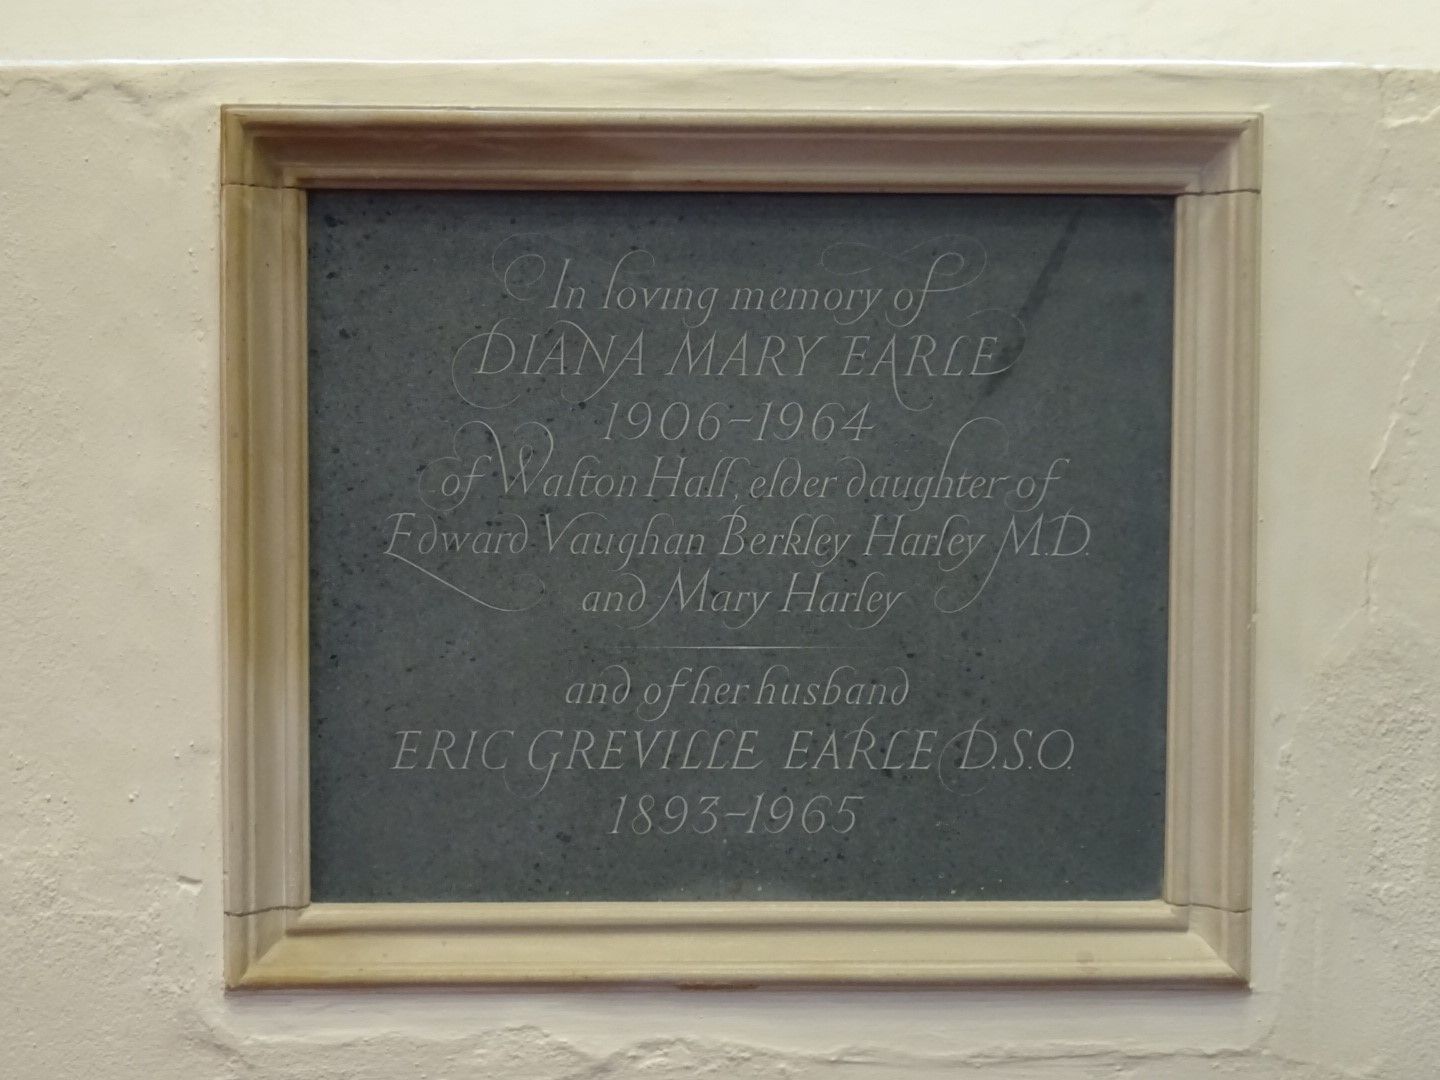 In loving memory of
DIANA MARY EARLE
1906-1964
of Walton Hall, elder daughter of
Edward Vaughan Berkley Harley M.D.
and Mary Harley
and of her husband
ERIC GREVILLE EARLE D.S.O.
1893-1965